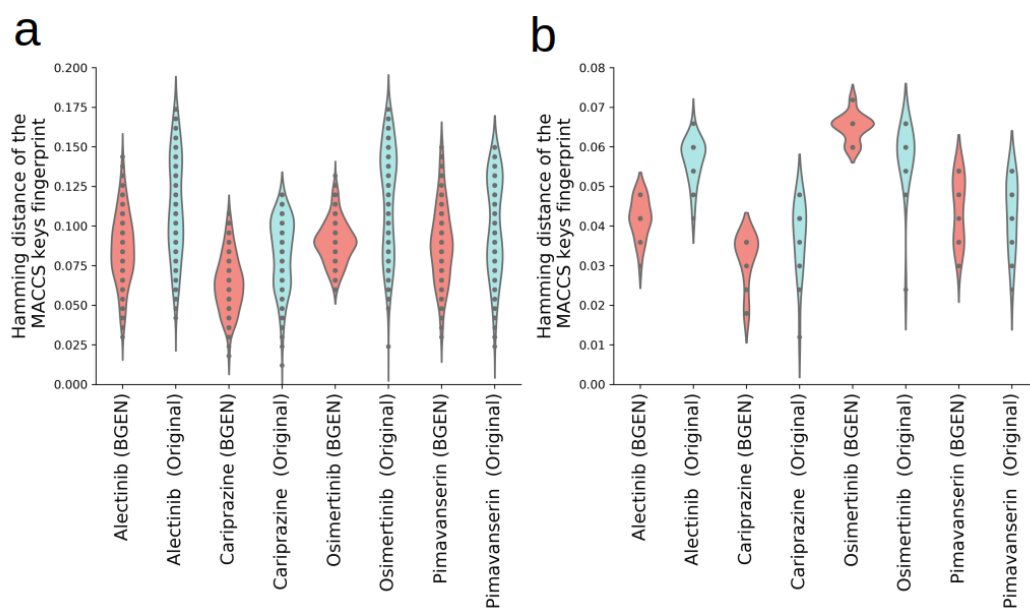 a
b
0.200
0.175
0.150
0.125
0.100
0.075
0.050
0.025
0.000
Hamming distance of the
MACCS keys fingerprint
Alectinib (BGEN)
Alectinib (Original)
Cariprazine (BGEN)
Cariprazine (Original)
Osimertinib (BGEN)
Osimertinib (Original)
Pimavanserin (BGEN)
Pimavanserin (Original)
0.08
0.07
0.06
0.05
0.04
0.03
0.02
0.01
0.00
Hamming distance of the
MACCS keys fingerprint
Alectinib (BGEN)
Alectinib (Original)
Cariprazine (BGEN)
Cariprazine (Original)
Osimertinib (BGEN)
Osimertinib (Original)
Pimavanserin (BGEN)
Pimavanserin (Original)